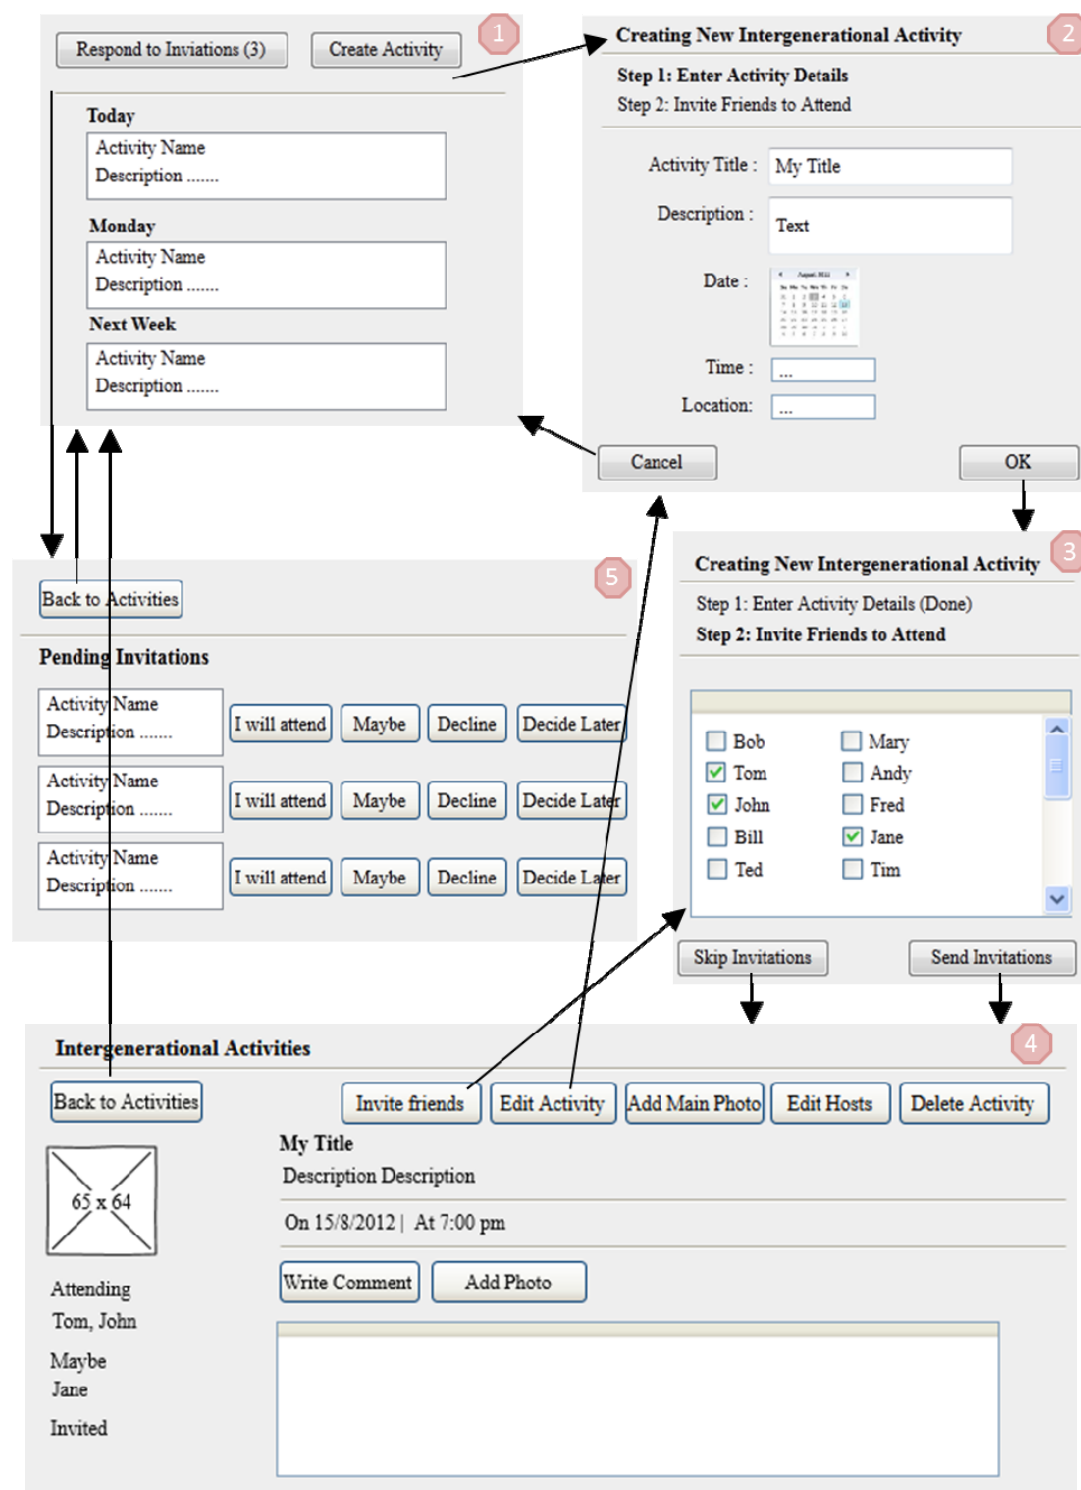 Respond to Inviations (3)
Create Activity
1
Today
Activity Name
Description .......
Monday
Activity Name
Description .......
Next Week
Activity Name
Description .......
Creating New Intergenerational Activity
2
Step 1: Enter Activity Details
Step 2: Invite Friends to Attend
Activity Title : My Title
Description : Text
Date :
Time : ...
Location: ...
Cancel
OK
Creating New Intergenerational Activity
3
Step 1: Enter Activity Details (Done)
Step 2: Invite Friends to Attend
Bob Mary
Tom Andy
John Fred
Bill Jane
Ted Tim
Skip Invitations
Send Invitations
Back to Activities
5
Pending Invitations
Activity Name
Description .......
I will attend Maybe Decline Decide Later
Activity Name
Description .......
I will attend Maybe Decline Decide Later
Activity Name
Description .......
I will attend Maybe Decline Decide Later
Intergenerational Activities
4
Back to Activities
Invite friends Edit Activity Add Main Photo Edit Hosts Delete Activity
65 x 64
My Title
Description Description
On 15/8/2012 | At 7:00 pm
Write Comment Add Photo
Attending
Tom, John
Maybe
Jane
Invited